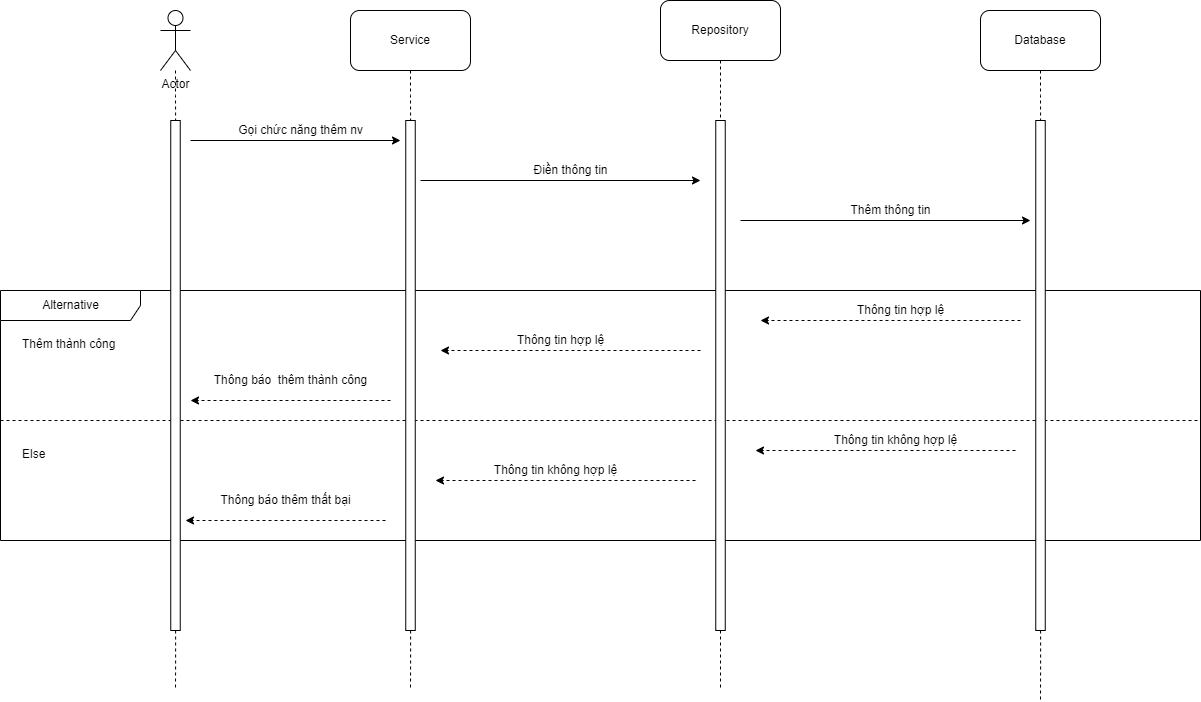 Actor
Service
Repository
Database
Gọi chức năng thêm nv
Điền thông tin
Thêm thông tin
Alternative
Thông tin hợp lệ
Thêm thành công
Thông tin hợp lệ
Thông báo  thêm thành công
Else
Thông tin không hợp lệ
Thông tin không hợp lệ
Thông báo thêm thất bại